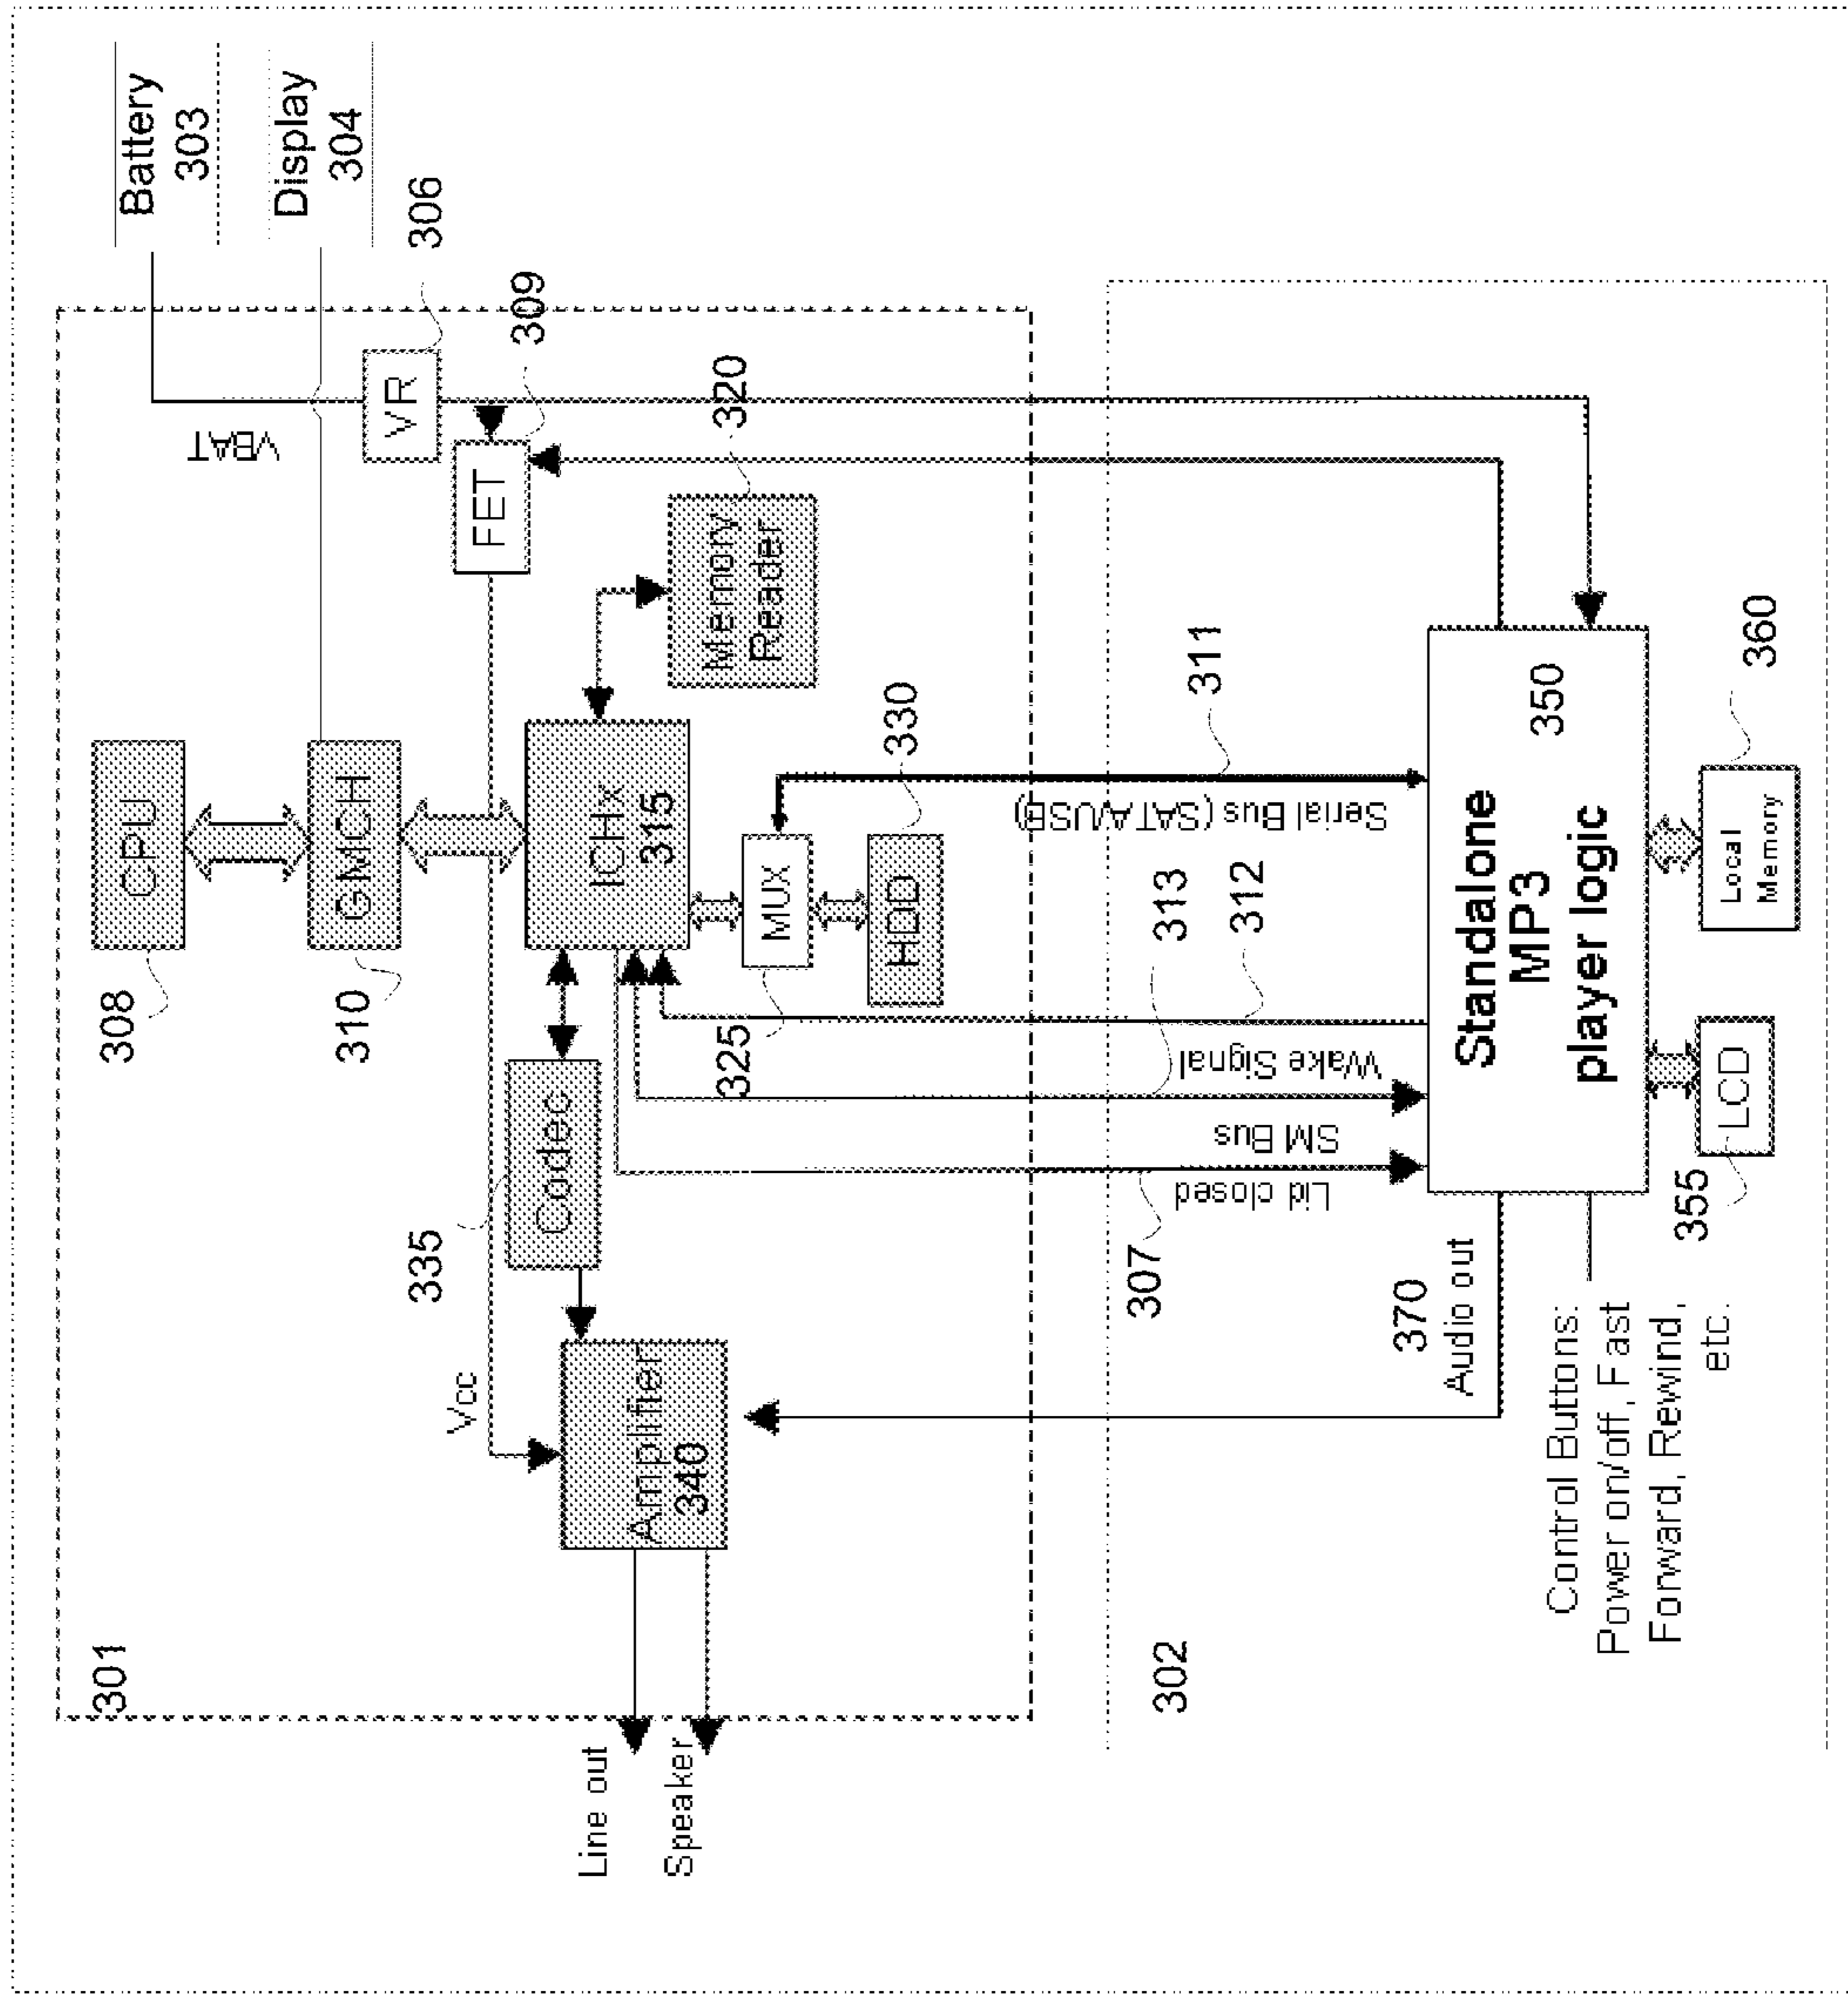 301
CPU
308
GMCH
310
Battery
303
Display
304
VBAT
VR
306
FET
309
Vcc
335
Codec
ICHx
315
Memory
Reader
320
Amplifier
340
MUX
325
HDD
330
Line out
Speaker
302
307
Lid closed
SM Bus
313
Wake Signal
312
Serial Bus (SATA/USB)
311
370
Audio out
Standalone
MP3
player logic
350
Control Buttons:
Power on/off, Fast
Forward, Rewind,
etc.
355
LCD
Local
Memory
360